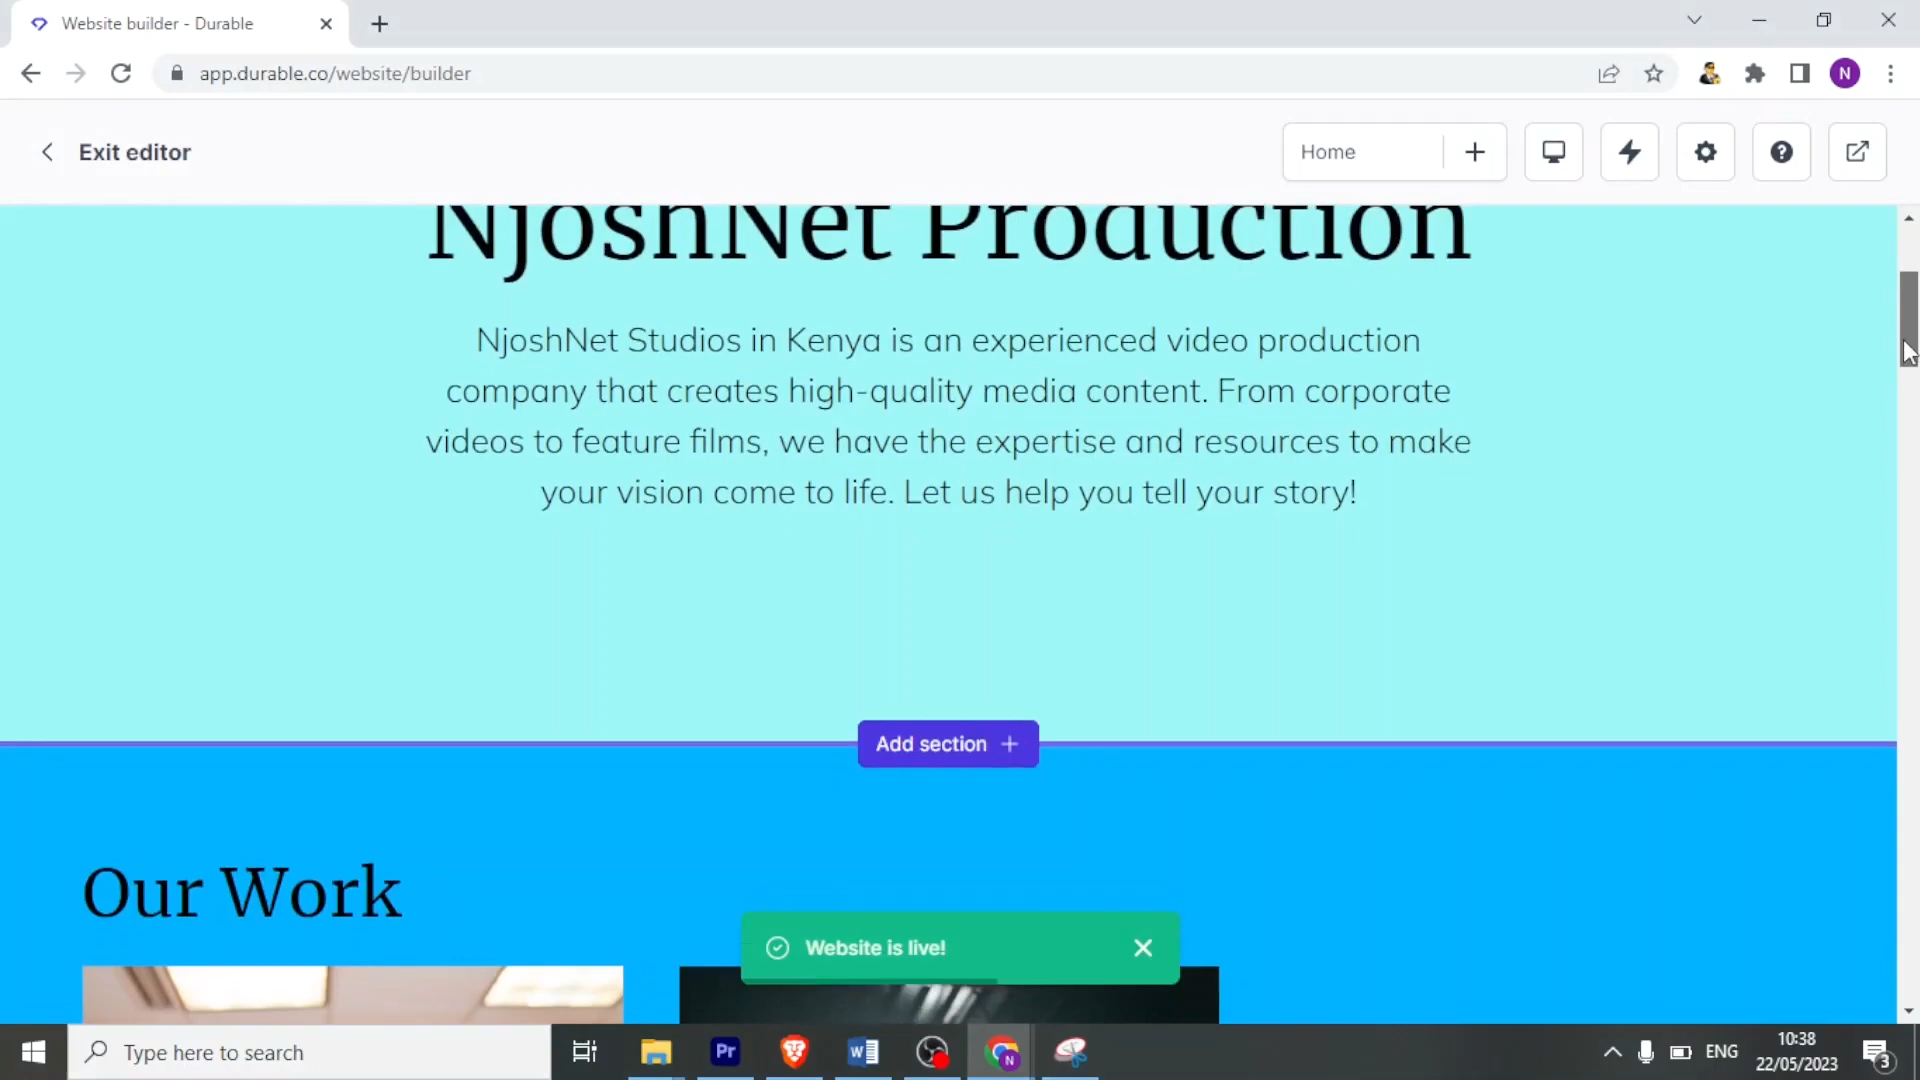 Website builder - Durable
app.durable.co/website/builder
N
Exit editor
Home
NjoshNet Production
NjoshNet Studios in Kenya is an experienced video production
company that creates high-quality media content. From corporate
videos to feature films, we have the expertise and resources to make
your vision come to life. Let us help you tell your story!
Add section +
Our Work
Website is live!
Type here to search
Pr
W
N
ENG
10:38
22/05/2023
3